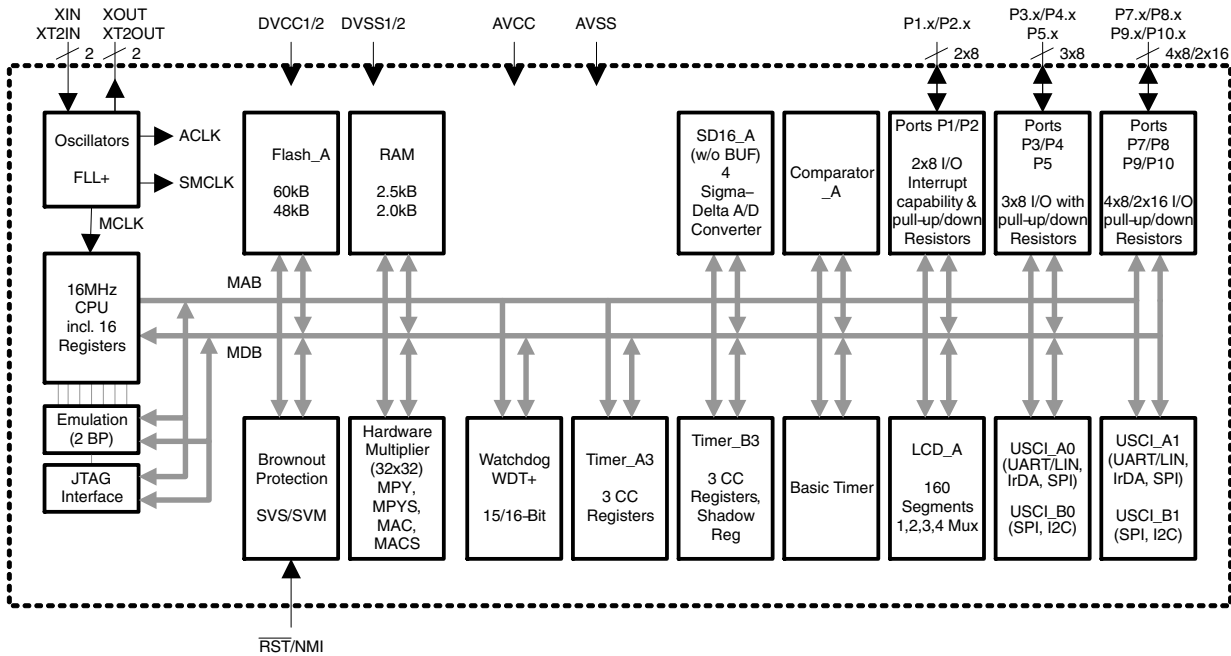 XIN
XT2IN
XOUT
XT2OUT
2
2
DVCC1/2
DVSS1/2
AVCC
AVSS
P1.x/P2.x
2x8
P3.x/P4.x
P5.x
3x8
P7.x/P8.x
P9.x/P10.x
4x8/2x16
Oscillators
FLL+
ACLK
SMCLK
MCLK
Flash_A
60kB
48kB
RAM
2.5kB
2.0kB
SD16_A
(w/o BUF)
4
Sigma–
Delta A/D
Converter
Comparator
_A
Ports P1/P2
2x8 I/O
Interrupt
capability &
pull-up/down
Resistors
Ports
P3/P4
P5
3x8 I/O with
pull-up/down
Resistors
Ports
P7/P8
P9/P10
4x8/2x16 I/O
pull-up/down
Resistors
16MHz
CPU
incl. 16
Registers
MAB
MDB
Emulation
(2 BP)
JTAG
Interface
Brownout
Protection
SVS/SVM
Hardware
Multiplier
(32x32)
MPY,
MPYS,
MAC,
MACS
Watchdog
WDT+
15/16–Bit
Timer_A3
3 CC
Registers
Timer_B3
3 CC
Registers,
Shadow
Reg
Basic Timer
LCD_A
160
Segments
1,2,3,4 Mux
USCI_A0
(UART/LIN,
IrDA, SPI)
USCI_B0
(SPI, I2C)
USCI_A1
(UART/LIN,
IrDA, SPI)
USCI_B1
(SPI, I2C)
RST/NMI